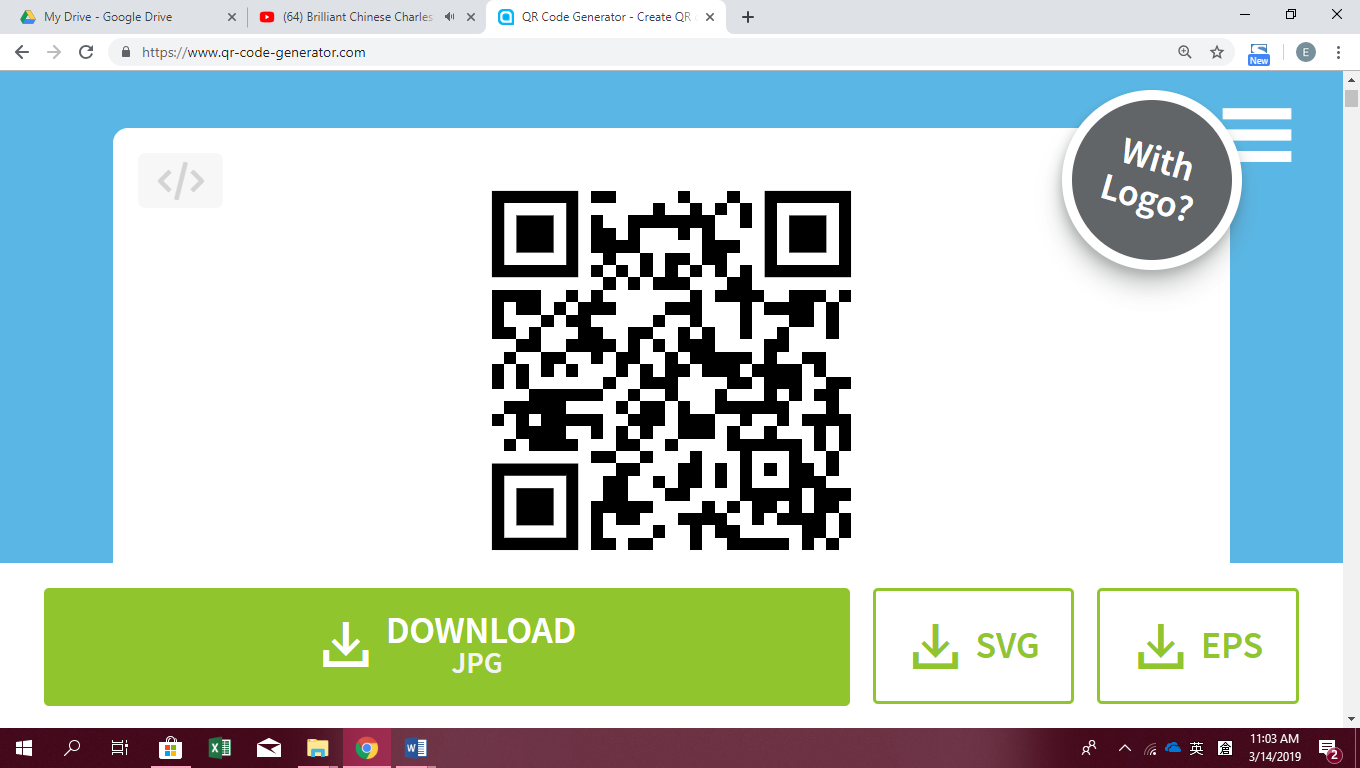 My Drive - Google Drive
(64) Brilliant Chinese Charles
QR Code Generator - Create QR
https://www.qr-code-generator.com
New
E
</>
With
Logo?
DOWNLOAD
JPG
SVG
EPS
11:03 AM
英
倉
3/14/2019
2